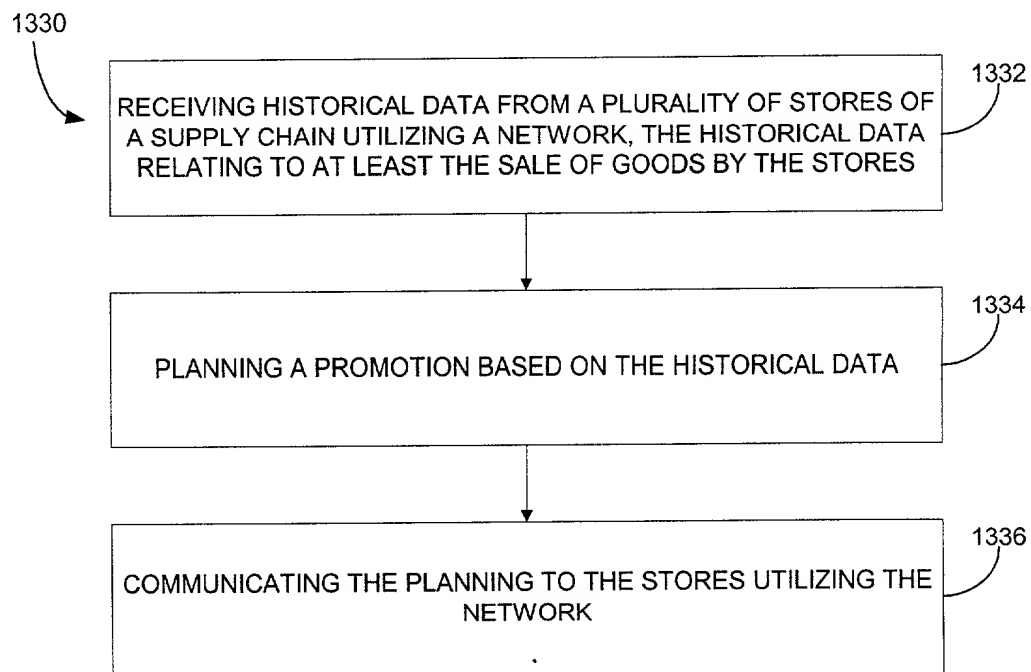 1330
1332
RECEIVING HISTORICAL DATA FROM A PLURALITY OF STORES OF
A SUPPLY CHAIN UTILIZING A NETWORK, THE HISTORICAL DATA
RELATING TO AT LEAST THE SALE OF GOODS BY THE STORES
1334
PLANNING A PROMOTION BASED ON THE HISTORICAL DATA
1336
COMMUNICATING THE PLANNING TO THE STORES UTILIZING THE
NETWORK